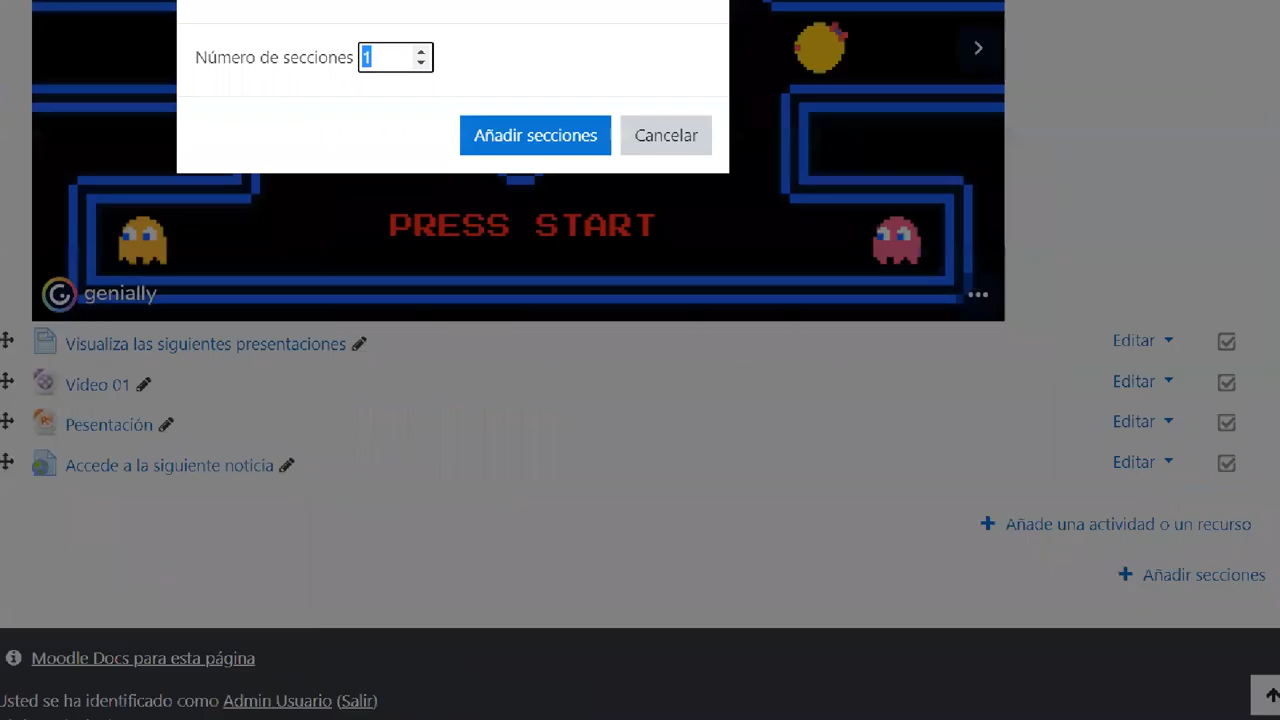 Número de secciones 1
Añadir secciones Cancelar
PRESS START
genially
Visualiza las siguientes presentaciones Editar
Video 01 Editar
Pesentación Editar
Accede a la siguiente noticia Editar
Añade una actividad o un recurso
Añadir secciones
Moodle Docs para esta página
Usted se ha identificado como Admin Usuario (Salir)